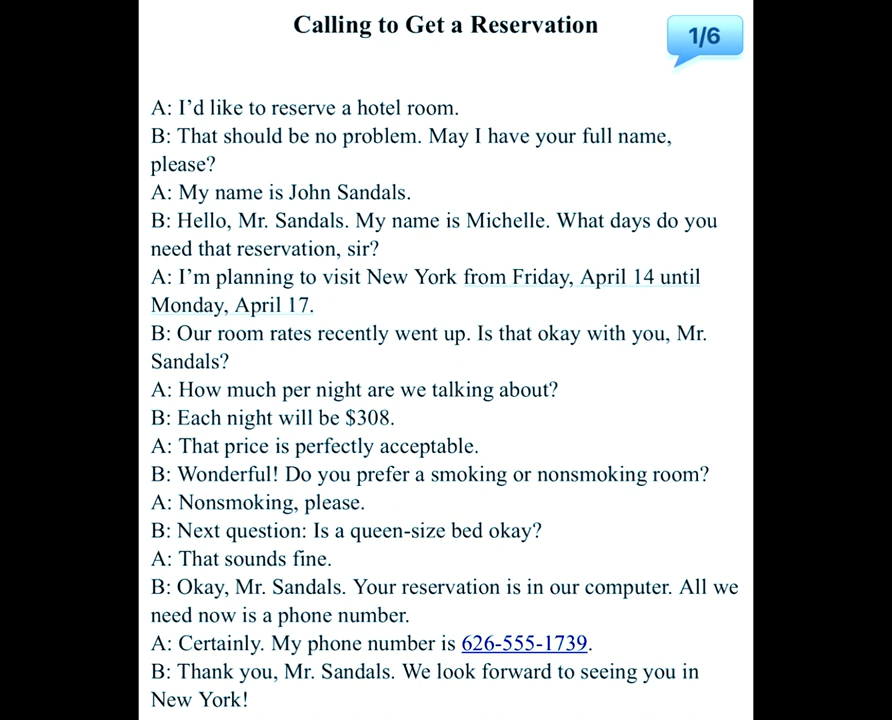 Calling to Get a Reservation
1/6
A: I’d like to reserve a hotel room.
B: That should be no problem. May I have your full name,
please?
A: My name is John Sandals.
B: Hello, Mr. Sandals. My name is Michelle. What days do you
need that reservation, sir?
A: I’m planning to visit New York from Friday, April 14 until
Monday, April 17.
B: Our room rates recently went up. Is that okay with you, Mr.
Sandals?
A: How much per night are we talking about?
B: Each night will be $308.
A: That price is perfectly acceptable.
B: Wonderful! Do you prefer a smoking or nonsmoking room?
A: Nonsmoking, please.
B: Next question: Is a queen-size bed okay?
A: That sounds fine.
B: Okay, Mr. Sandals. Your reservation is in our computer. All we
need now is a phone number.
A: Certainly. My phone number is 626-555-1739.
B: Thank you, Mr. Sandals. We look forward to seeing you in
New York!